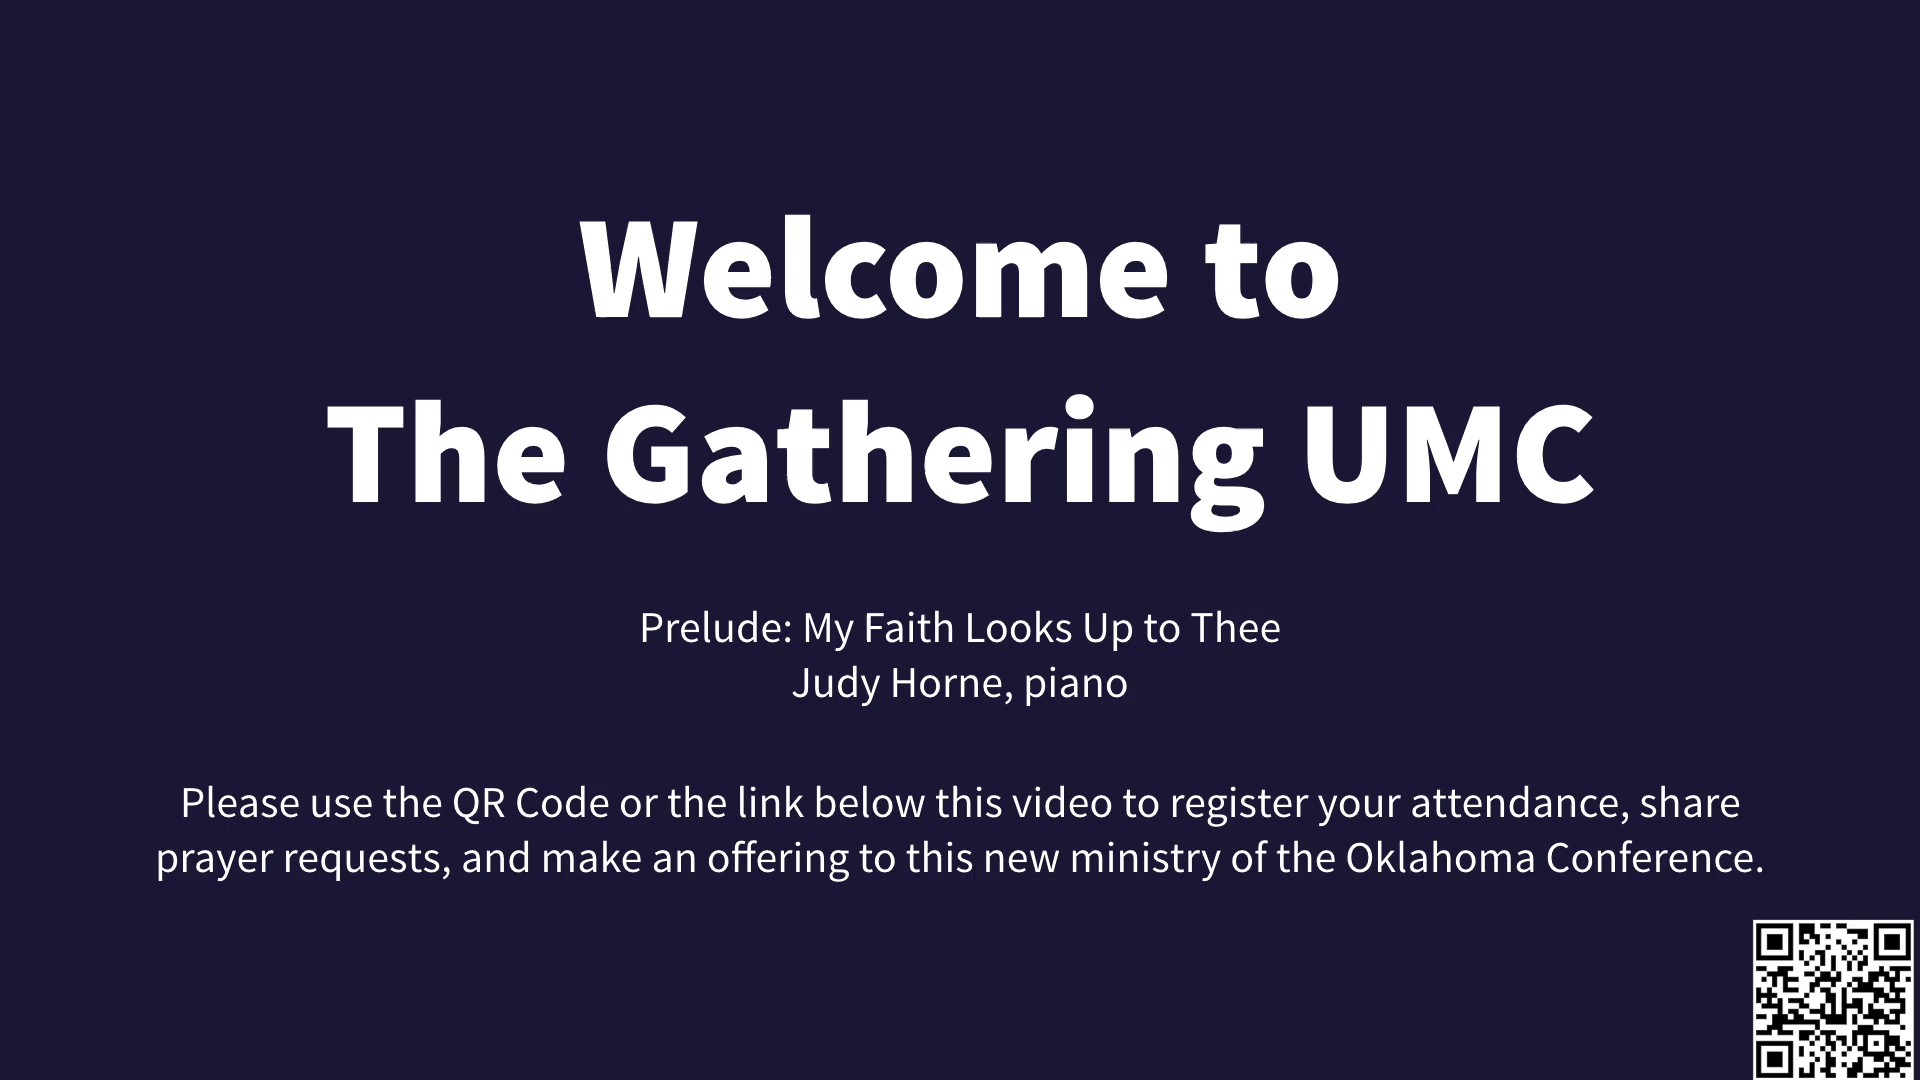 Welcome to
The Gathering UMC
Prelude: My Faith Looks Up to Thee
Judy Horne, piano
Please use the QR Code or the link below this video to register your attendance, share
prayer requests, and make an offering to this new ministry of the Oklahoma Conference.